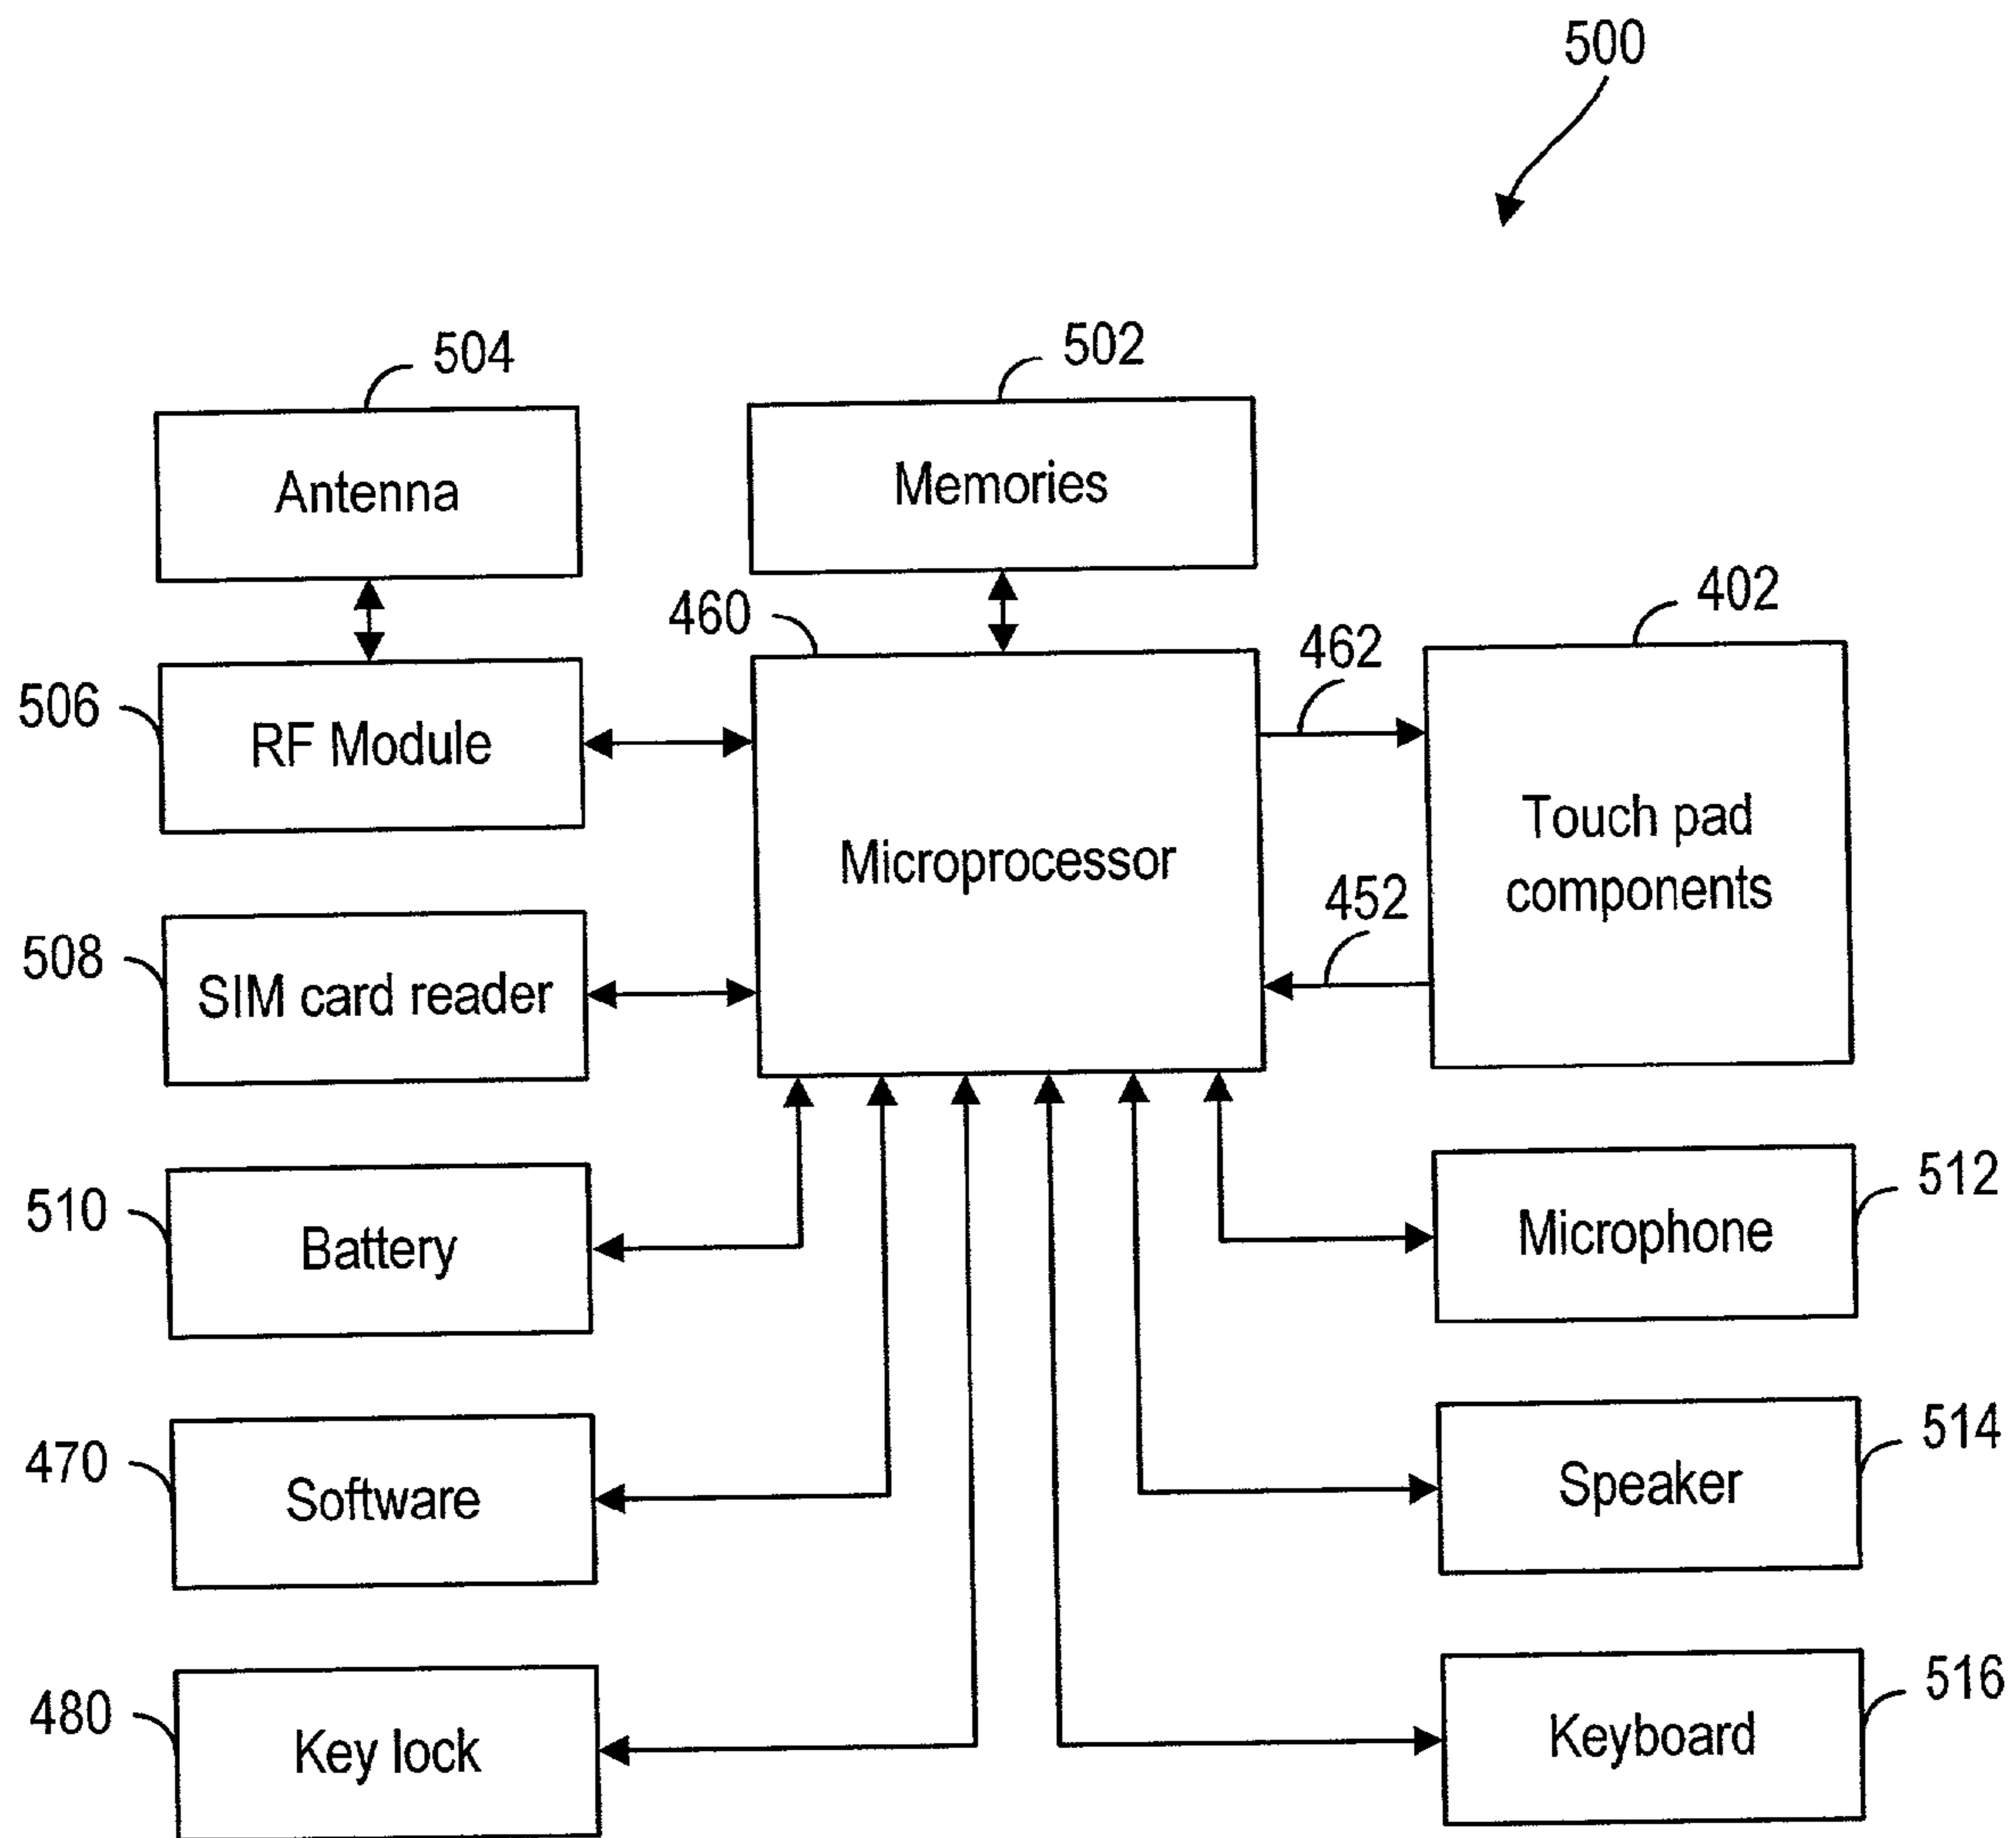 500
504
502
Antenna
Memories
460
402
462
506
RF Module
Touch pad
components
Microprocessor
452
508
SIM card reader
510
Battery
512
Microphone
470
Software
514
Speaker
480
Key lock
516
Keyboard